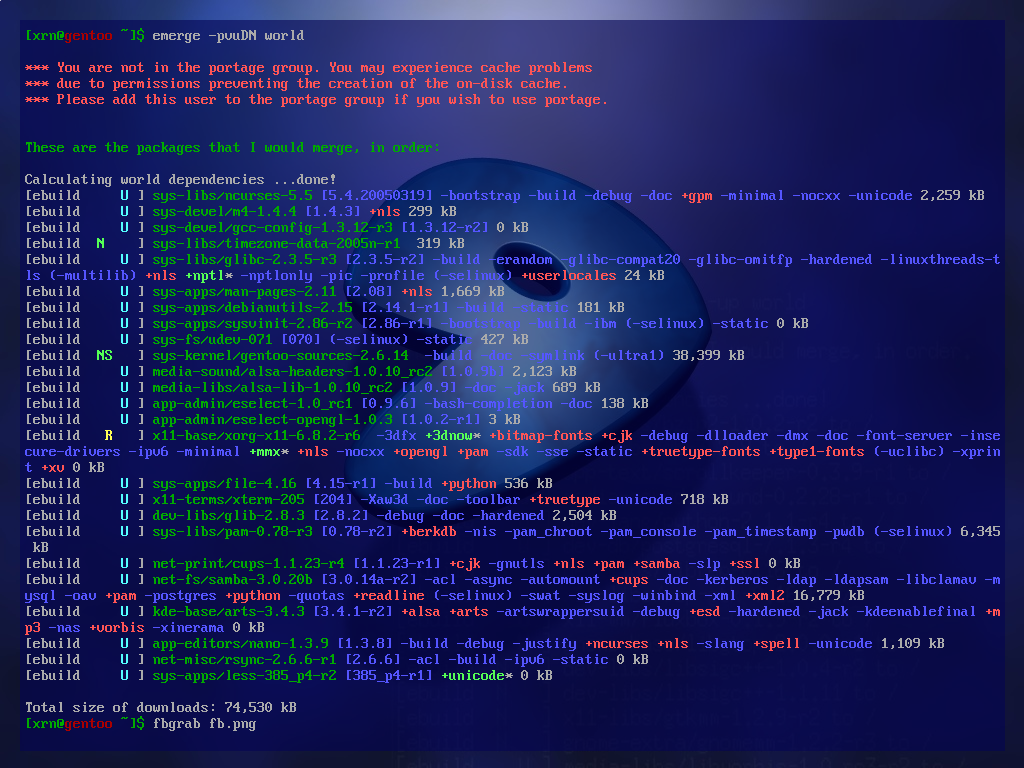 [xrn@gentoo ~]$ emerge -pvuDN world
*** You are not in the portage group. You may experience cache problems
*** due to permissions preventing the creation of the on-disk cache.
*** Please add this user to the portage group if you wish to use portage.
These are the packages that I would merge, in order:
Calculating world dependencies ...done!
[ebuild     U ] sys-libs/ncurses-5.5 [5.4.20050319] -bootstrap -build -debug -doc +gpm -minimal -nocxx -unicode 2,259 kB
[ebuild     U ] sys-devel/m4-1.4.4 [1.4.3] +nls 299 kB
[ebuild     U ] sys-devel/gcc-config-1.3.12-r3 [1.3.12-r2] 0 kB
[ebuild  N    ] sys-libs/timezone-data-2005n-r1  319 kB
[ebuild     U ] sys-libs/glibc-2.3.5-r3 [2.3.5-r2] -build -erandom -glibc-compat20 -glibc-omitfp -hardened -linuxthreads-t
ls (-multilib) +nls +nptl* -nptlonly -pic -profile (-selinux) +userlocales 24 kB
[ebuild     U ] sys-apps/man-pages-2.11 [2.08] +nls 1,669 kB
[ebuild     U ] sys-apps/debianutils-2.15 [2.14.1-r1] -build -static 181 kB
[ebuild     U ] sys-apps/sysvinit-2.86-r2 [2.86-r1] -bootstrap -build -ibm (-selinux) -static 0 kB
[ebuild     U ] sys-fs/udev-071 [070] (-selinux) -static 427 kB
[ebuild  NS   ] sys-kernel/gentoo-sources-2.6.14  -build -doc -symlink (-ultra1) 38,399 kB
[ebuild     U ] media-sound/alsa-headers-1.0.10_rc2 [1.0.9b] 2,123 kB
[ebuild     U ] media-libs/alsa-lib-1.0.10_rc2 [1.0.9] -doc -jack 689 kB
[ebuild     U ] app-admin/eselect-1.0_rc1 [0.9.6] -bash-completion -doc 138 kB
[ebuild     U ] app-admin/eselect-opengl-1.0.3 [1.0.2-r1] 3 kB
[ebuild   R   ] x11-base/xorg-x11-6.8.2-r6  -3dfx +3dnow* +bitmap-fonts +cjk -debug -dlloader -dmx -doc -font-server -inse
cure-drivers -ipv6 -minimal +mmx* +nls -nocxx +opengl +pam -sdk -sse -static +truetype-fonts +type1-fonts (-uclibc) -xprin
t +xv 0 kB
[ebuild     U ] sys-apps/file-4.16 [4.15-r1] -build +python 536 kB
[ebuild     U ] x11-terms/xterm-205 [204] -Xaw3d -doc -toolbar +truetype -unicode 718 kB
[ebuild     U ] dev-libs/glib-2.8.3 [2.8.2] -debug -doc -hardened 2,504 kB
[ebuild     U ] sys-libs/pam-0.78-r3 [0.78-r2] +berkdb -nis -pam_chroot -pam_console -pam_timestamp -pwdb (-selinux) 6,345
 kB
[ebuild     U ] net-print/cups-1.1.23-r4 [1.1.23-r1] +cjk -gnutls +nls +pam +samba -slp +ssl 0 kB
[ebuild     U ] net-fs/samba-3.0.20b [3.0.14a-r2] -acl -async -automount +cups -doc -kerberos -ldap -ldapsam -libclamav -m
ysql -oav +pam -postgres +python -quotas +readline (-selinux) -swat -syslog -winbind -xml +xml2 16,779 kB
[ebuild     U ] kde-base/arts-3.4.3 [3.4.1-r2] +alsa +arts -artswrappersuid -debug +esd -hardened -jack -kdeenablefinal +m
p3 -nas +vorbis -xinerama 0 kB
[ebuild     U ] app-editors/nano-1.3.9 [1.3.8] -build -debug -justify +ncurses +nls -slang +spell -unicode 1,109 kB
[ebuild     U ] net-misc/rsync-2.6.6-r1 [2.6.6] -acl -build -ipv6 -static 0 kB
[ebuild     U ] sys-apps/less-385_p4-r2 [385_p4-r1] +unicode* 0 kB
Total size of downloads: 74,530 kB
[xrn@gentoo ~]$ fbgrab fb.png